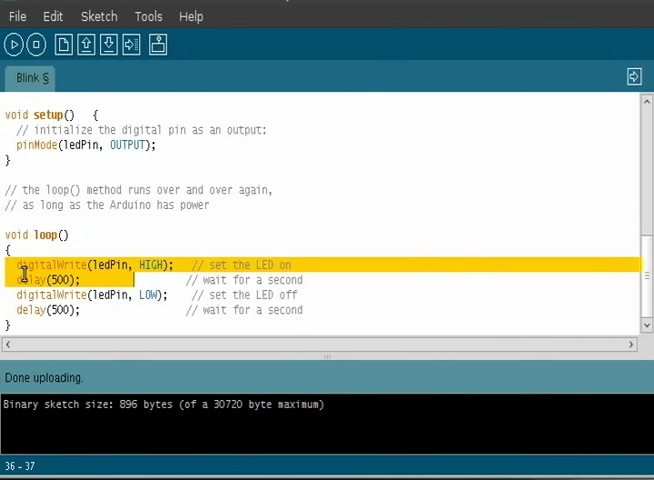 File Edit Sketch Tools Help
Blink §
void setup() {
// initialize the digital pin as an output:
pinMode(ledPin, OUTPUT);
}
// the loop() method runs over and over again,
// as long as the Arduino has power
void loop()
{
digitalWrite(ledPin, HIGH); // set the LED on
delay(500); // wait for a second
digitalWrite(ledPin, LOW); // set the LED off
delay(500); // wait for a second
}
Done uploading.
Binary sketch size: 896 bytes (of a 30720 byte maximum)
36 - 37